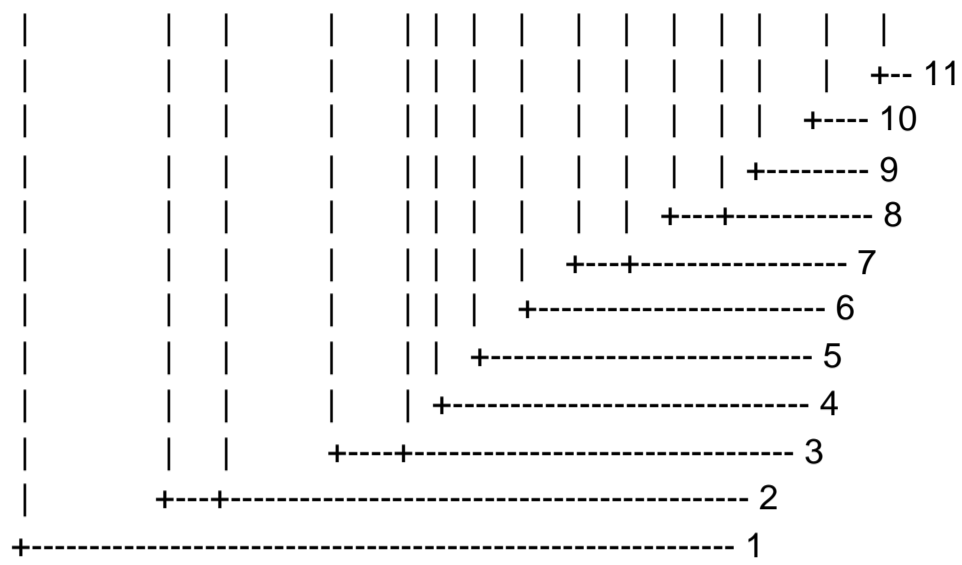 | | | | | | | | | | | | | | |
| | | | | | | | | | | | | | +-- 11
| | | | | | | | | | | | | +---- 10
| | | | | | | | | | | | +--------- 9
| | | | | | | | | | +---+------------- 8
| | | | | | | | +---+------------------- 7
| | | | | | | +-------------------------- 6
| | | | | | +------------------------------ 5
| | | | | +--------------------------------- 4
| | | +-----+----------------------------------- 3
| +----+------------------------------------------------ 2
+---------------------------------------------------------------- 1